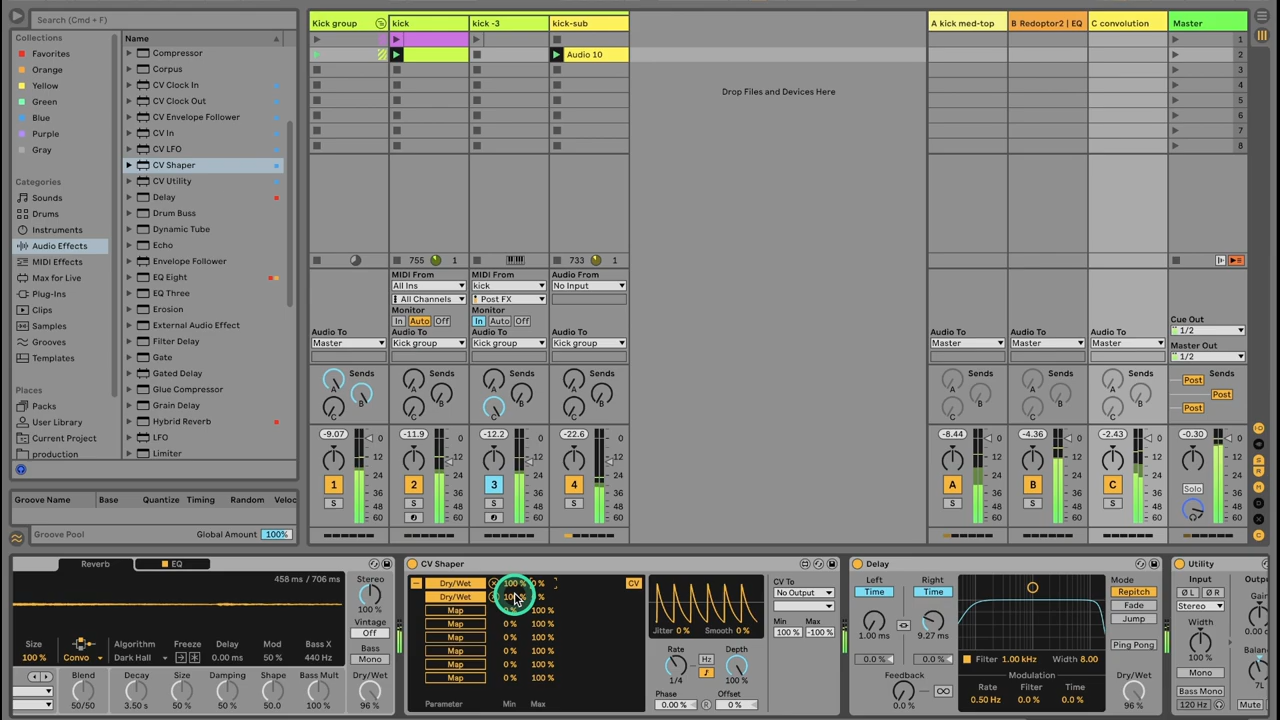 Search (Cmd + F)
Collections
Favorites
Orange
Yellow
Green
Blue
Purple
Gray
Categories
Sounds
Drums
Instruments
Audio Effects
MIDI Effects
Max for Live
Plug-Ins
Clips
Samples
Grooves
Templates
Places
Packs
User Library
Current Project
production
Name
Compressor
Corpus
CV Clock In
CV Clock Out
CV Envelope Follower
CV In
CV LFO
CV Shaper
CV Utility
Delay
Drum Buss
Dynamic Tube
Echo
Envelope Follower
EQ Eight
EQ Three
Erosion
External Audio Effect
Filter Delay
Gate
Gated Delay
Glue Compressor
Grain Delay
Hybrid Reverb
LFO
Limiter
Groove Name Base Quantize Timing Random Veloc
Groove Pool Global Amount 100%
Kick group kick kick -3 kick-sub A kick med-top B Redoptor2 | EQ C convolution Master
1
Audio 10 2
3
4
5
6
7
8
Drop Files and Devices Here
755 1 733 1
MIDI From MIDI From Audio From
All Ins kick No Input
All Channels Post FX
Monitor Monitor
In Auto Off In Auto Off
Cue Out
1/2
Audio To Audio To Audio To Audio To Audio To Audio To Master Out
Master Kick group Kick group Kick group Master Master Master 1/2
Sends Sends Sends Sends Sends Sends Sends
A B C A B C A B C A B C A B C A B C A B C Post Post Post
-9.07 -11.9 -12.2 -22.6 -8.44 -4.36 -2.43 -0.30
0 12 24 36 48 60
1 2 3 4 A B C Solo
S S S S S S S
Reverb EQ
458 ms / 706 ms
Stereo
100 %
Vintage
Off
Bass
Mono
Size Algorithm Freeze Delay Mod Bass X
100 % Convo Dark Hall 0.00 ms 50 % 440 Hz
Blend Decay Size Damping Shape Bass Mult Dry/Wet
50/50 3.50 s 50 % 50 % 50.0 100 % 96 %
CV Shaper
Dry/Wet 100 % 0 % CV
Dry/Wet %
Map 0 % 100 %
Map 0 % 100 %
Map 0 % 100 %
Map 0 % 100 %
Map 0 % 100 %
Map 0 % 100 %
Parameter Min Max
Jitter 0 % Smooth 0 %
Rate Hz Depth
1/4 100 %
Phase R Offset
0.00 % 0 %
CV To
No Output
Min Max
100 % -100 %
Delay
Left Right
Time Time
1.00 ms 9.27 ms
0.0 % 0.0 %
Feedback
0.0 %
Filter 1.00 kHz Width 8.00
Modulation
Rate Filter Time
0.50 Hz 0.0 % 0.0 %
Mode
Repitch
Fade
Jump
Ping Pong
Dry/Wet
96 %
Utility
Input
Ø L Ø R
Stereo
Width
100 %
Mono
Bass Mono
120 Hz
0.00
7L
Mute